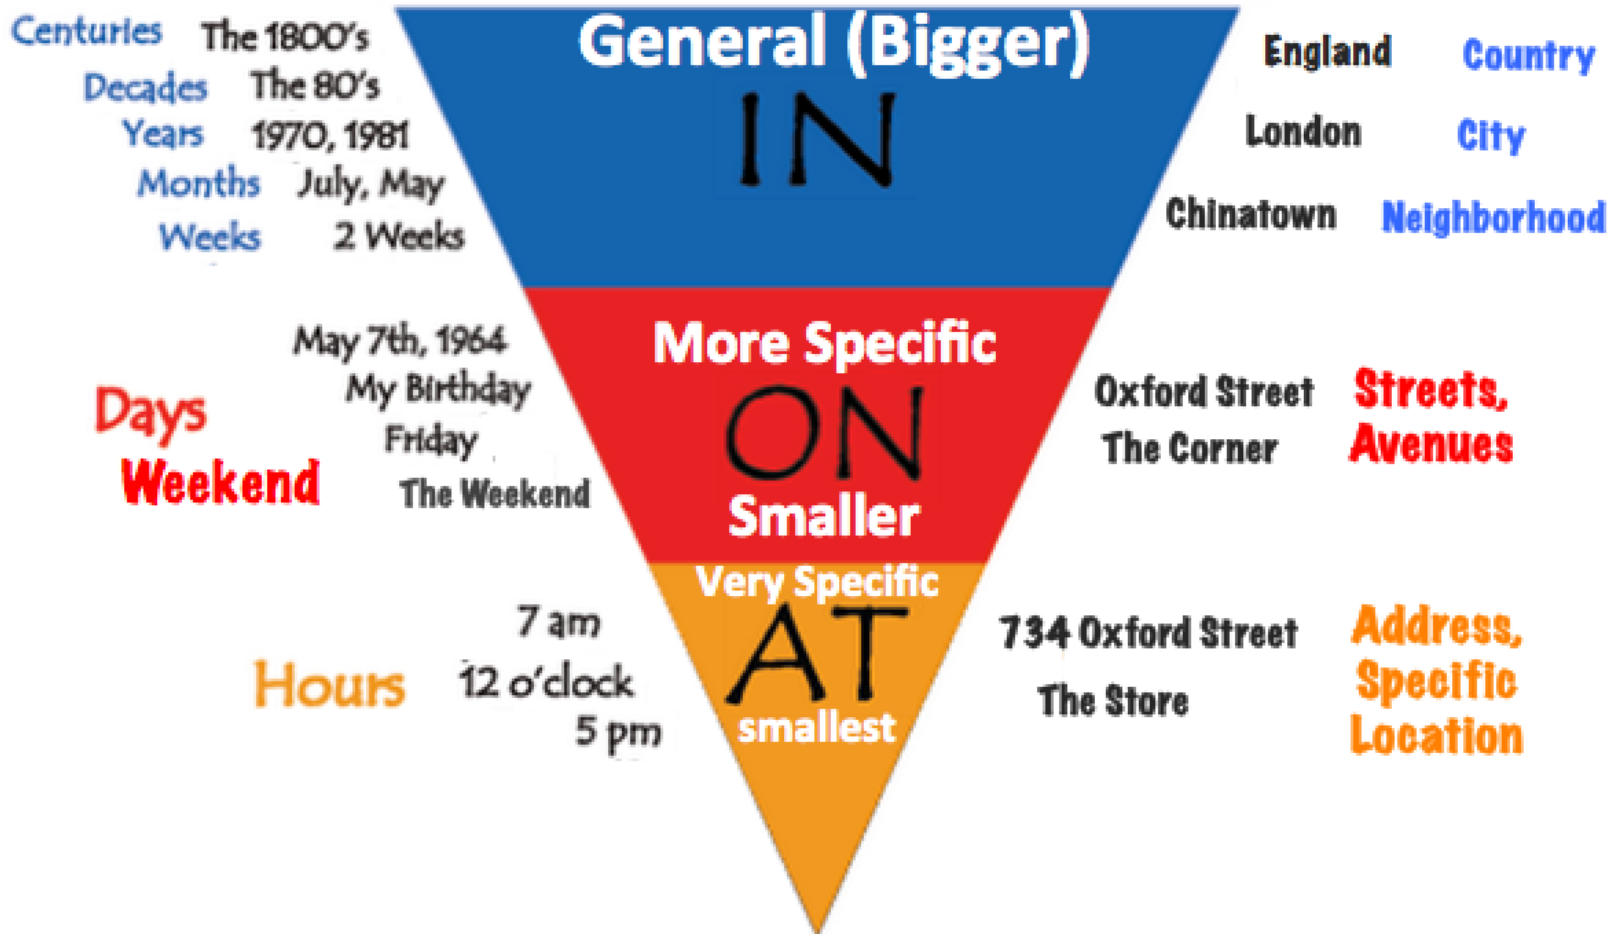 General (Bigger)
IN
Centuries The 1800's
Decades The 80's
Years 1970, 1981
Months July, May
Weeks 2 Weeks
England Country
London City
Chinatown Neighborhood
More Specific
ON
Smaller
May 7th, 1964
My Birthday
Days
Friday
Weekend
The Weekend
Oxford Street Streets,
The Corner Avenues
Very Specific
AT
smallest
7 am
Hours 12 o'clock
5 pm
734 Oxford Street Address,
The Store Specific
Location